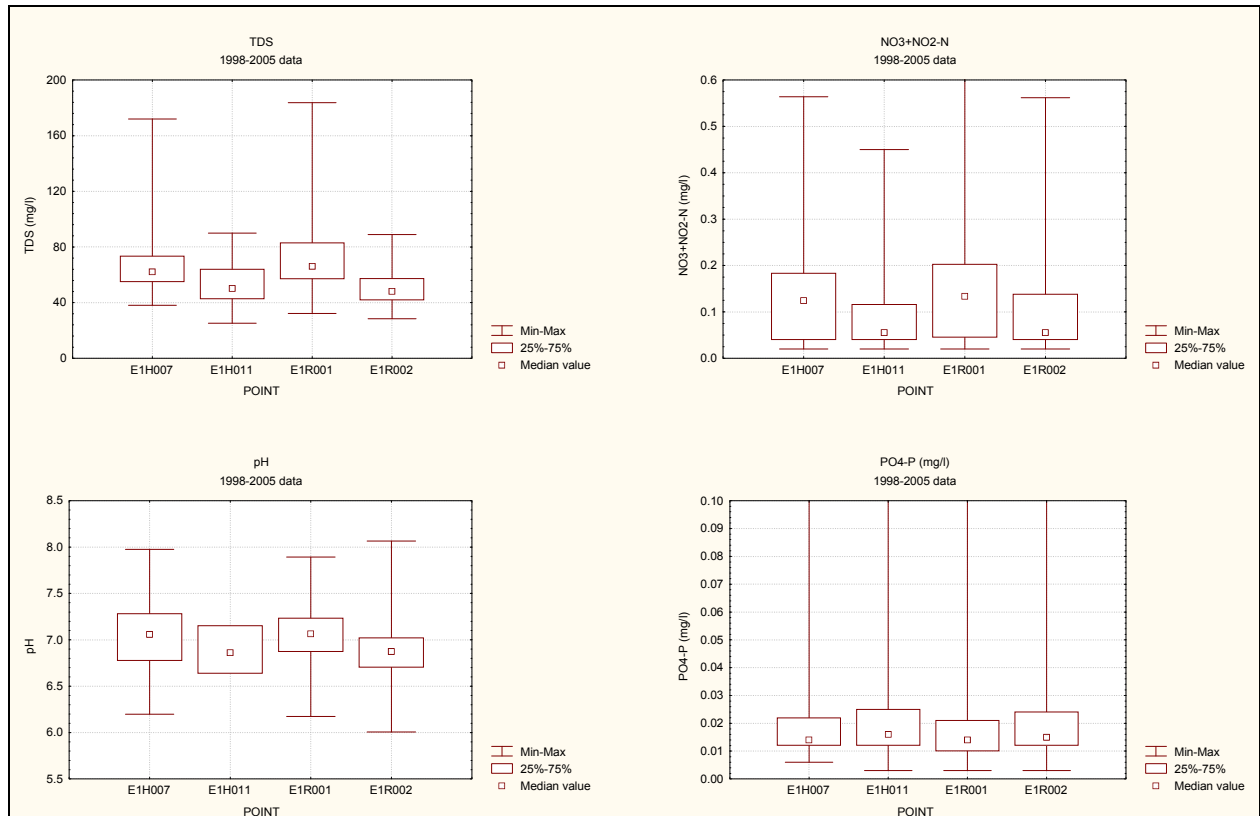 TDS
1998-2005 data
200
160
120
80
40
0
TDS (mg/l)
E1H007 E1H011 E1R001 E1R002
POINT
Min-Max
25%-75%
Median value
NO3+NO2-N
1998-2005 data
0.6
0.5
0.4
0.3
0.2
0.1
0.0
NO3+NO2-N (mg/l)
E1H007 E1H011 E1R001 E1R002
POINT
Min-Max
25%-75%
Median value
pH
1998-2005 data
8.5
8.0
7.5
7.0
6.5
6.0
5.5
pH
E1H007 E1H011 E1R001 E1R002
POINT
Min-Max
25%-75%
Median value
PO4-P (mg/l)
1998-2005 data
0.10
0.09
0.08
0.07
0.06
0.05
0.04
0.03
0.02
0.01
0.00
PO4-P (mg/l)
E1H007 E1H011 E1R001 E1R002
POINT
Min-Max
25%-75%
Median value